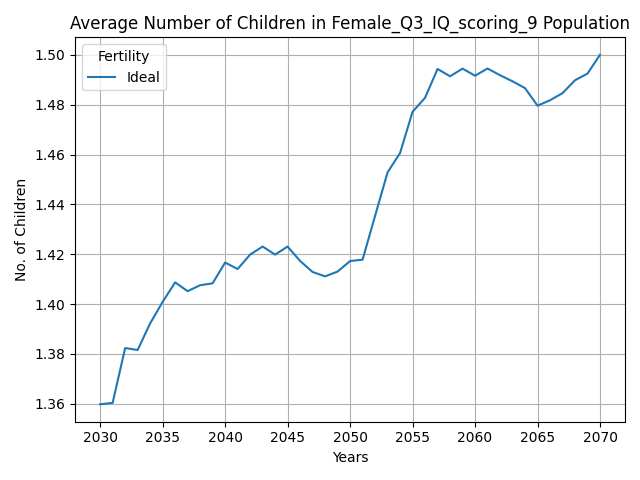 Average Number of Children in Female_Q3_IQ_scoring_9 Population
Fertility
Ideal
No. of Children
1.50
1.48
1.46
1.44
1.42
1.40
1.38
1.36
2030 2035 2040 2045 2050 2055 2060 2065 2070
Years